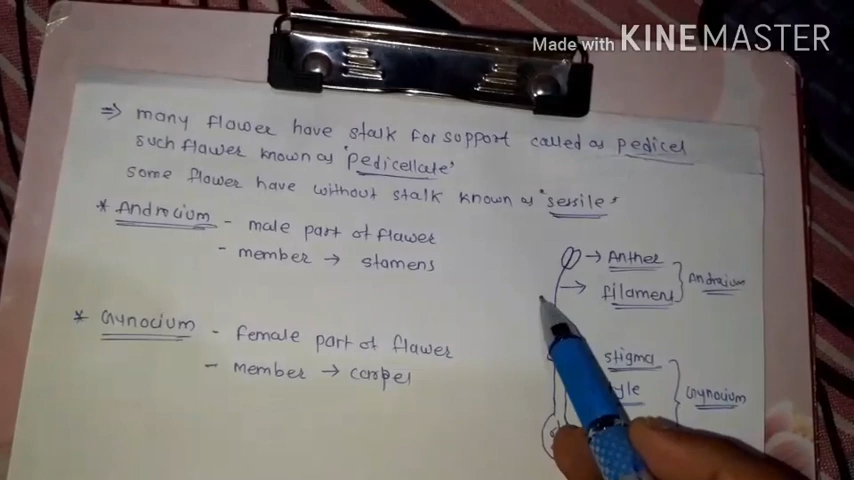 Made with KINEMASTER
⇒ many flower have stalk for support called as pedicel
such flower known as 'pedicellate'
some flower have without stalk known as "sessile"
* Androcium - male part of flower
- member → stamens
→ Anther
→ filament
Androium
* Gynocium - female part of flower
- member → carpel
stigma
Gynocium